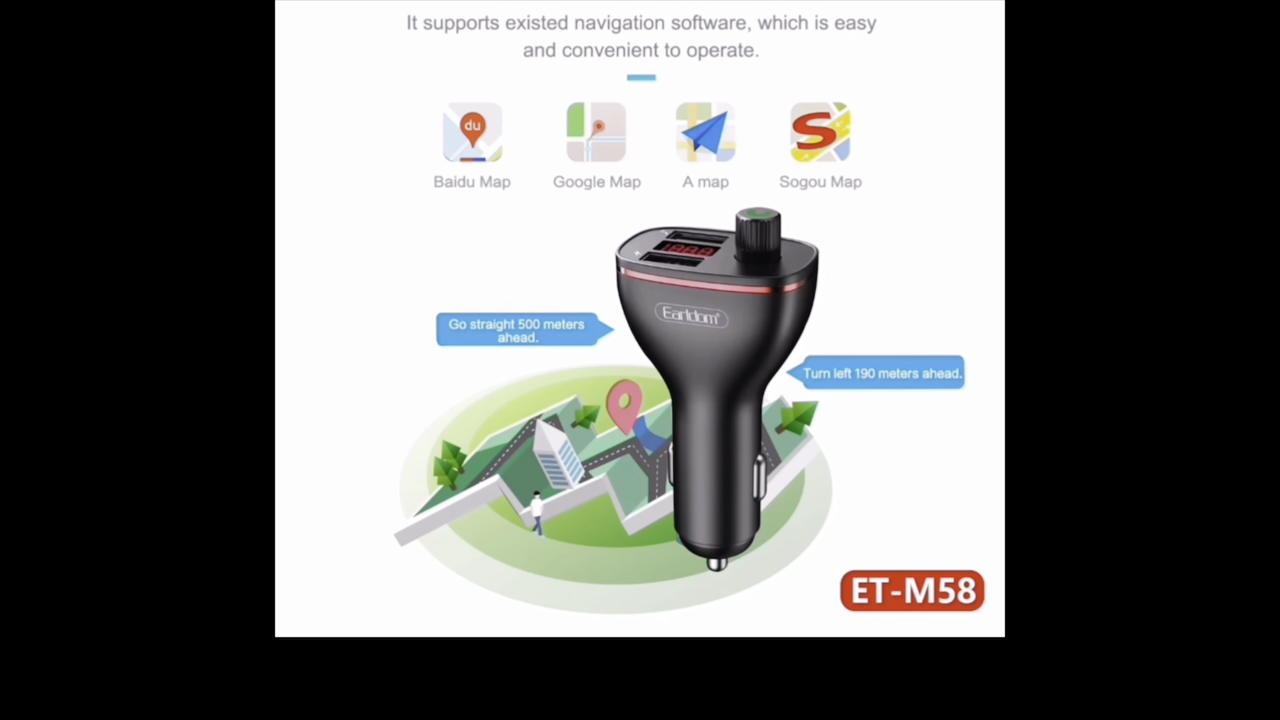 It supports existed navigation software, which is easy
and convenient to operate.
du
S
Baidu Map
Google Map
A map
Sogou Map
Earldom
Go straight 500 meters
ahead.
Turn left 190 meters ahead.
ET-M58